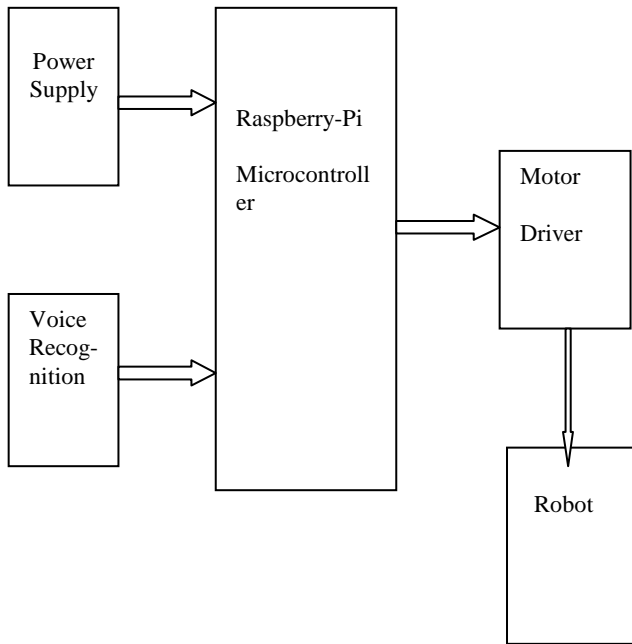 Power
Supply
Raspberry-Pi
Microcontroll
er
Motor
Driver
Voice
Recog-
nition
Robot